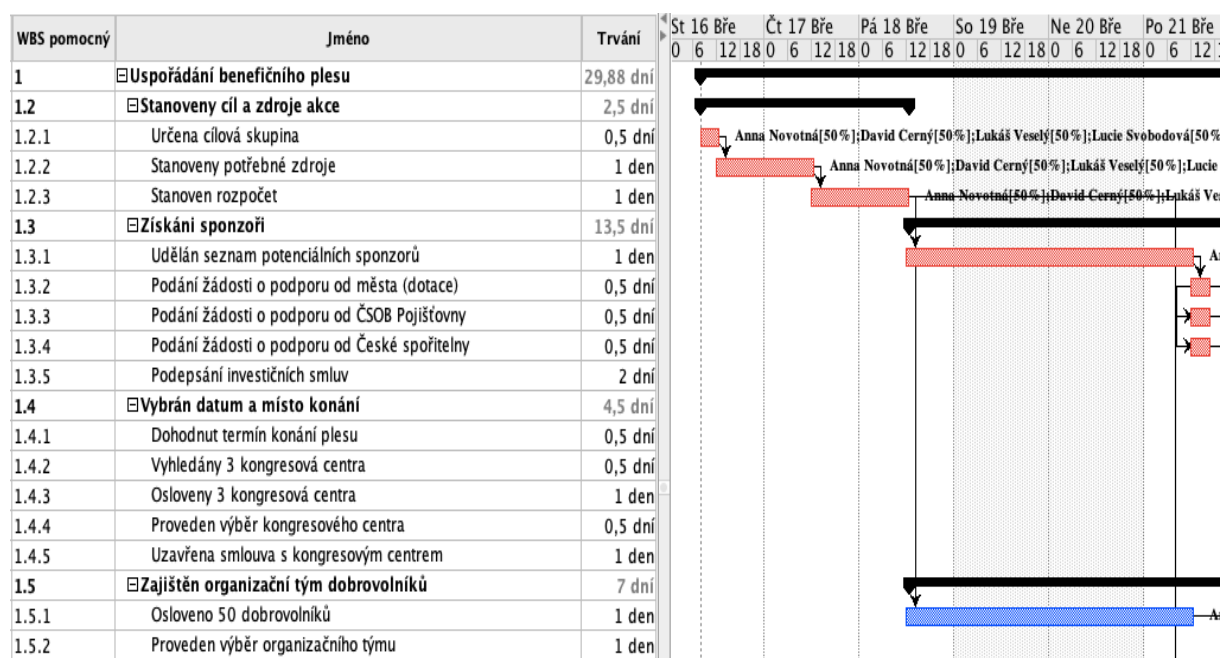 WBS pomocný Jméno Trvání St 16 Bře Čt 17 Bře Pá 18 Bře So 19 Bře Ne 20 Bře Po 21 Bře
0 6 12 18 0 6 12 18 0 6 12 18 0 6 12 18 0 6 12 18 0 6 12
1 Uspořádání benefičního plesu 29,88 dní
1.2 Stanoveny cíl a zdroje akce 2,5 dní
1.2.1 Určena cílová skupina 0,5 dní Anna Novotná[50%];David Cerný[50%];Lukáš Veselý[50%];Lucie Svobodová[50%
1.2.2 Stanoveny potřebné zdroje 1 den Anna Novotná[50%];David Cerný[50%];Lukáš Veselý[50%];Lucie
1.2.3 Stanoven rozpočet 1 den Anna Novotná[50%];David Cerný[50%];Lukáš Ve
1.3 Získáni sponzoři 13,5 dní
1.3.1 Udělán seznam potenciálních sponzorů 1 den
1.3.2 Podání žádosti o podporu od města (dotace) 0,5 dní
1.3.3 Podání žádosti o podporu od ČSOB Pojišťovny 0,5 dní
1.3.4 Podání žádosti o podporu od České spořitelny 0,5 dní
1.3.5 Podepsání investičních smluv 2 dní
1.4 Vybrán datum a místo konání 4,5 dní
1.4.1 Dohodnut termín konání plesu 0,5 dní
1.4.2 Vyhledány 3 kongresová centra 0,5 dní
1.4.3 Osloveny 3 kongresová centra 1 den
1.4.4 Proveden výběr kongresového centra 0,5 dní
1.4.5 Uzavřena smlouva s kongresovým centrem 1 den
1.5 Zajištěn organizační tým dobrovolníků 7 dní
1.5.1 Osloveno 50 dobrovolníků 1 den
1.5.2 Proveden výběr organizačního týmu 1 den